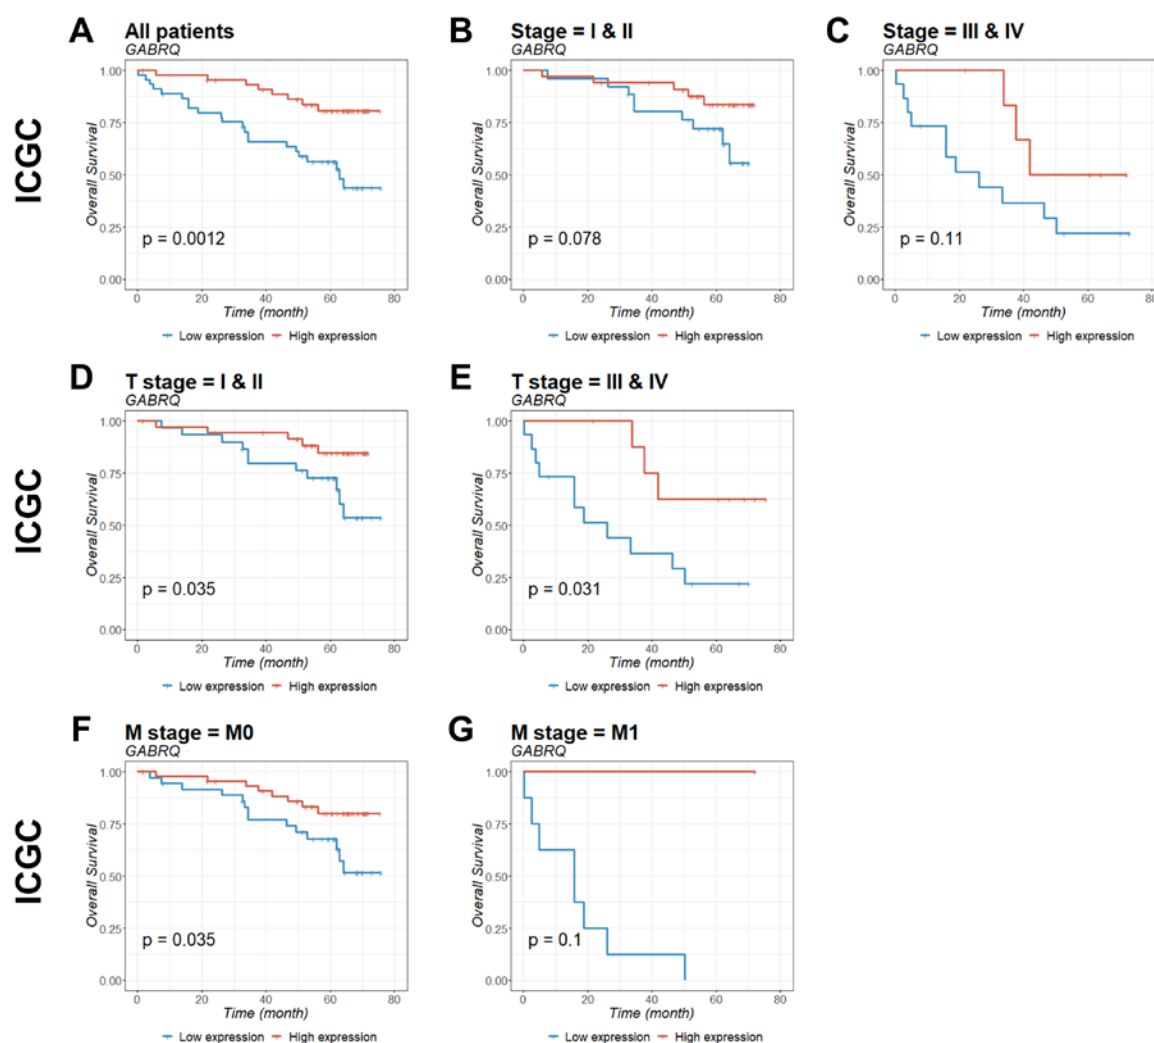 A
All patients
GABRQ
ICGC
Overall Survival
1.00
0.75
0.50
0.25
0.00
p = 0.0012
0 20 40 60 80
Time (month)
Low expression High expression
B
Stage = I & II
GABRQ
Overall Survival
1.00
0.75
0.50
0.25
0.00
p = 0.078
0 20 40 60 80
Time (month)
Low expression High expression
C
Stage = III & IV
GABRQ
Overall Survival
1.00
0.75
0.50
0.25
0.00
p = 0.11
0 20 40 60 80
Time (month)
Low expression High expression
D
T stage = I & II
GABRQ
ICGC
Overall Survival
1.00
0.75
0.50
0.25
0.00
p = 0.035
0 20 40 60 80
Time (month)
Low expression High expression
E
T stage = III & IV
GABRQ
Overall Survival
1.00
0.75
0.50
0.25
0.00
p = 0.031
0 20 40 60 80
Time (month)
Low expression High expression
F
M stage = M0
GABRQ
ICGC
Overall Survival
1.00
0.75
0.50
0.25
0.00
p = 0.035
0 20 40 60 80
Time (month)
Low expression High expression
G
M stage = M1
GABRQ
Overall Survival
1.00
0.75
0.50
0.25
0.00
p = 0.1
0 20 40 60 80
Time (month)
Low expression High expression